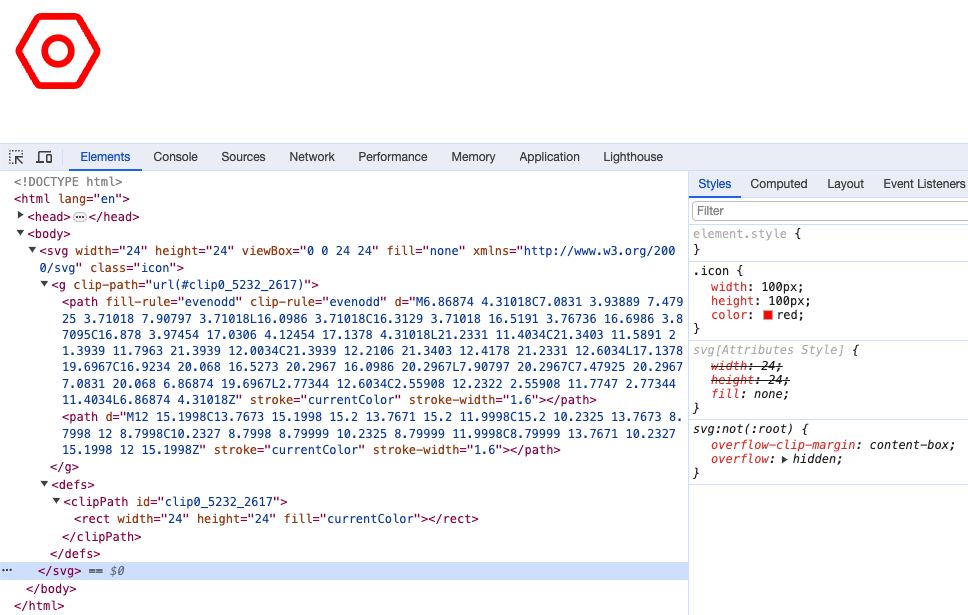 Elements Console Sources Network Performance Memory Application Lighthouse
<!DOCTYPE html>
<html lang="en">
<head>…</head>
<body>
<svg width="24" height="24" viewBox="0 0 24 24" fill="none" xmlns="http://www.w3.org/200
0/svg" class="icon">
<g clip-path="url(#clip0_5232_2617)">
<path fill-rule="evenodd" clip-rule="evenodd" d="M6.86874 4.31018C7.0831 3.93889 7.479
25 3.71018 7.90797 3.71018L16.0986 3.71018C16.3129 3.71018 16.5191 3.76736 16.6986 3.8
7095C16.878 3.97454 17.0306 4.12454 17.1378 4.31018L21.2331 11.4034C21.3403 11.5891 2
1.3939 11.7963 21.3939 12.0034C21.3939 12.2106 21.3403 12.4178 21.2331 12.6034L17.1378
19.6967C16.9234 20.068 16.5273 20.2967 16.0986 20.2967L7.90797 20.2967C7.47925 20.2967
7.0831 20.068 6.86874 19.6967L2.77344 12.6034C2.55908 12.2322 2.55908 11.7747 2.77344
11.4034L6.86874 4.31018Z" stroke="currentColor" stroke-width="1.6"></path>
<path d="M12 15.1998C13.7673 15.1998 15.2 13.7671 15.2 11.9998C15.2 10.2325 13.7673 8.
7998 12 8.7998C10.2327 8.7998 8.79999 10.2325 8.79999 11.9998C8.79999 13.7671 10.2327
15.1998 12 15.1998Z" stroke="currentColor" stroke-width="1.6"></path>
</g>
<defs>
<clipPath id="clip0_5232_2617">
<rect width="24" height="24" fill="currentColor"></rect>
</clipPath>
</defs>
… </svg> == $0
</body>
</html>
Styles Computed Layout Event Listeners
Filter
element.style {
}
.icon {
width: 100px;
height: 100px;
color: red;
}
svg[Attributes Style] {
width: 24;
height: 24;
fill: none;
}
svg:not(:root) {
overflow-clip-margin: content-box;
overflow: hidden;
}